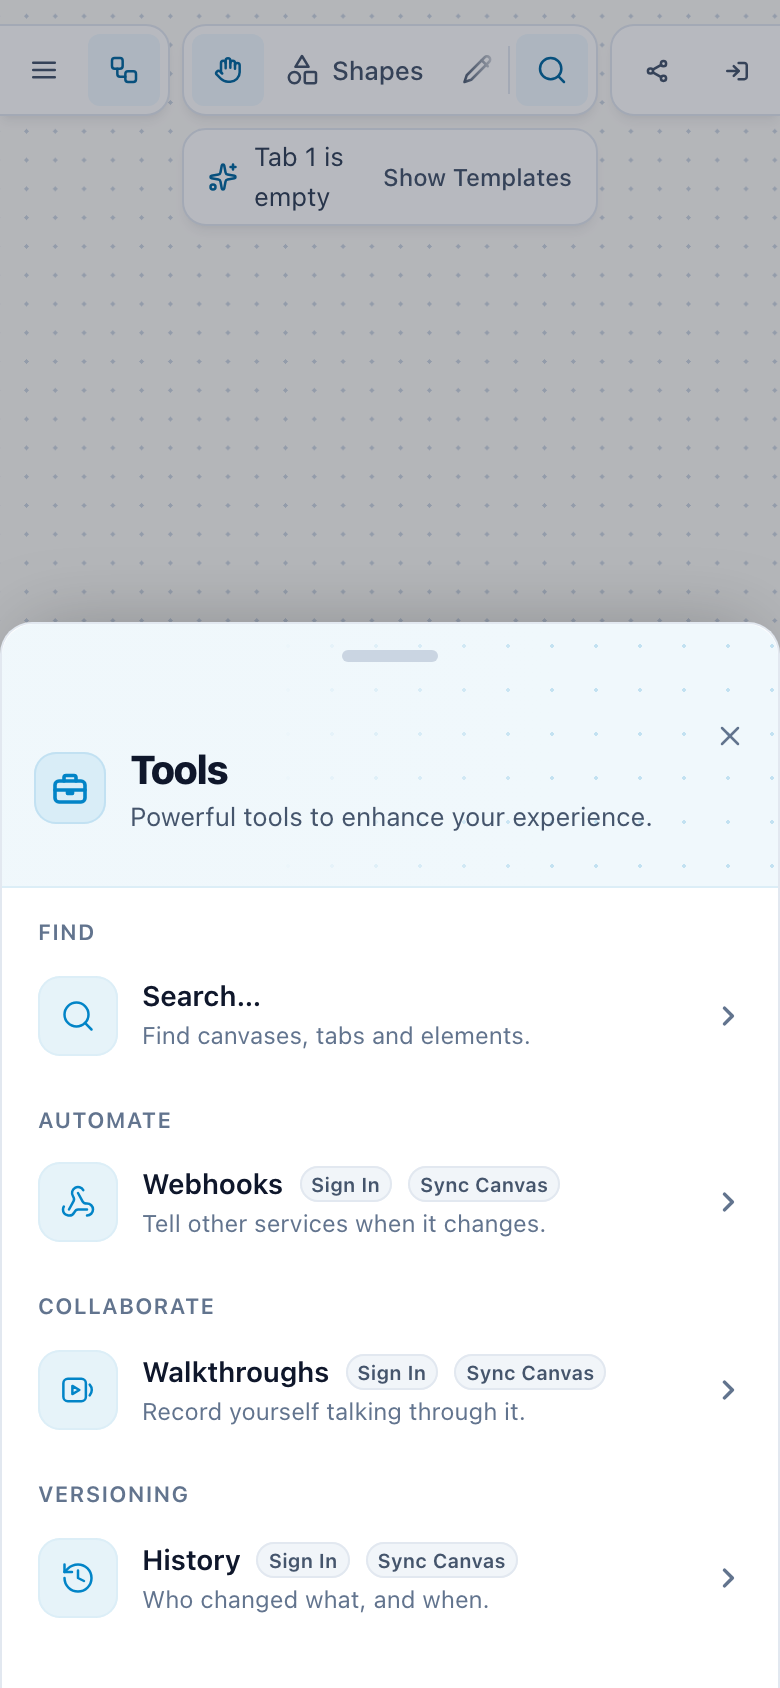 Shapes
Tab 1 is
empty
Show Templates
Tools
Powerful tools to enhance your experience.
FIND
Search...
Find canvases, tabs and elements.
AUTOMATE
Webhooks Sign In Sync Canvas
Tell other services when it changes.
COLLABORATE
Walkthroughs Sign In Sync Canvas
Record yourself talking through it.
VERSIONING
History Sign In Sync Canvas
Who changed what, and when.